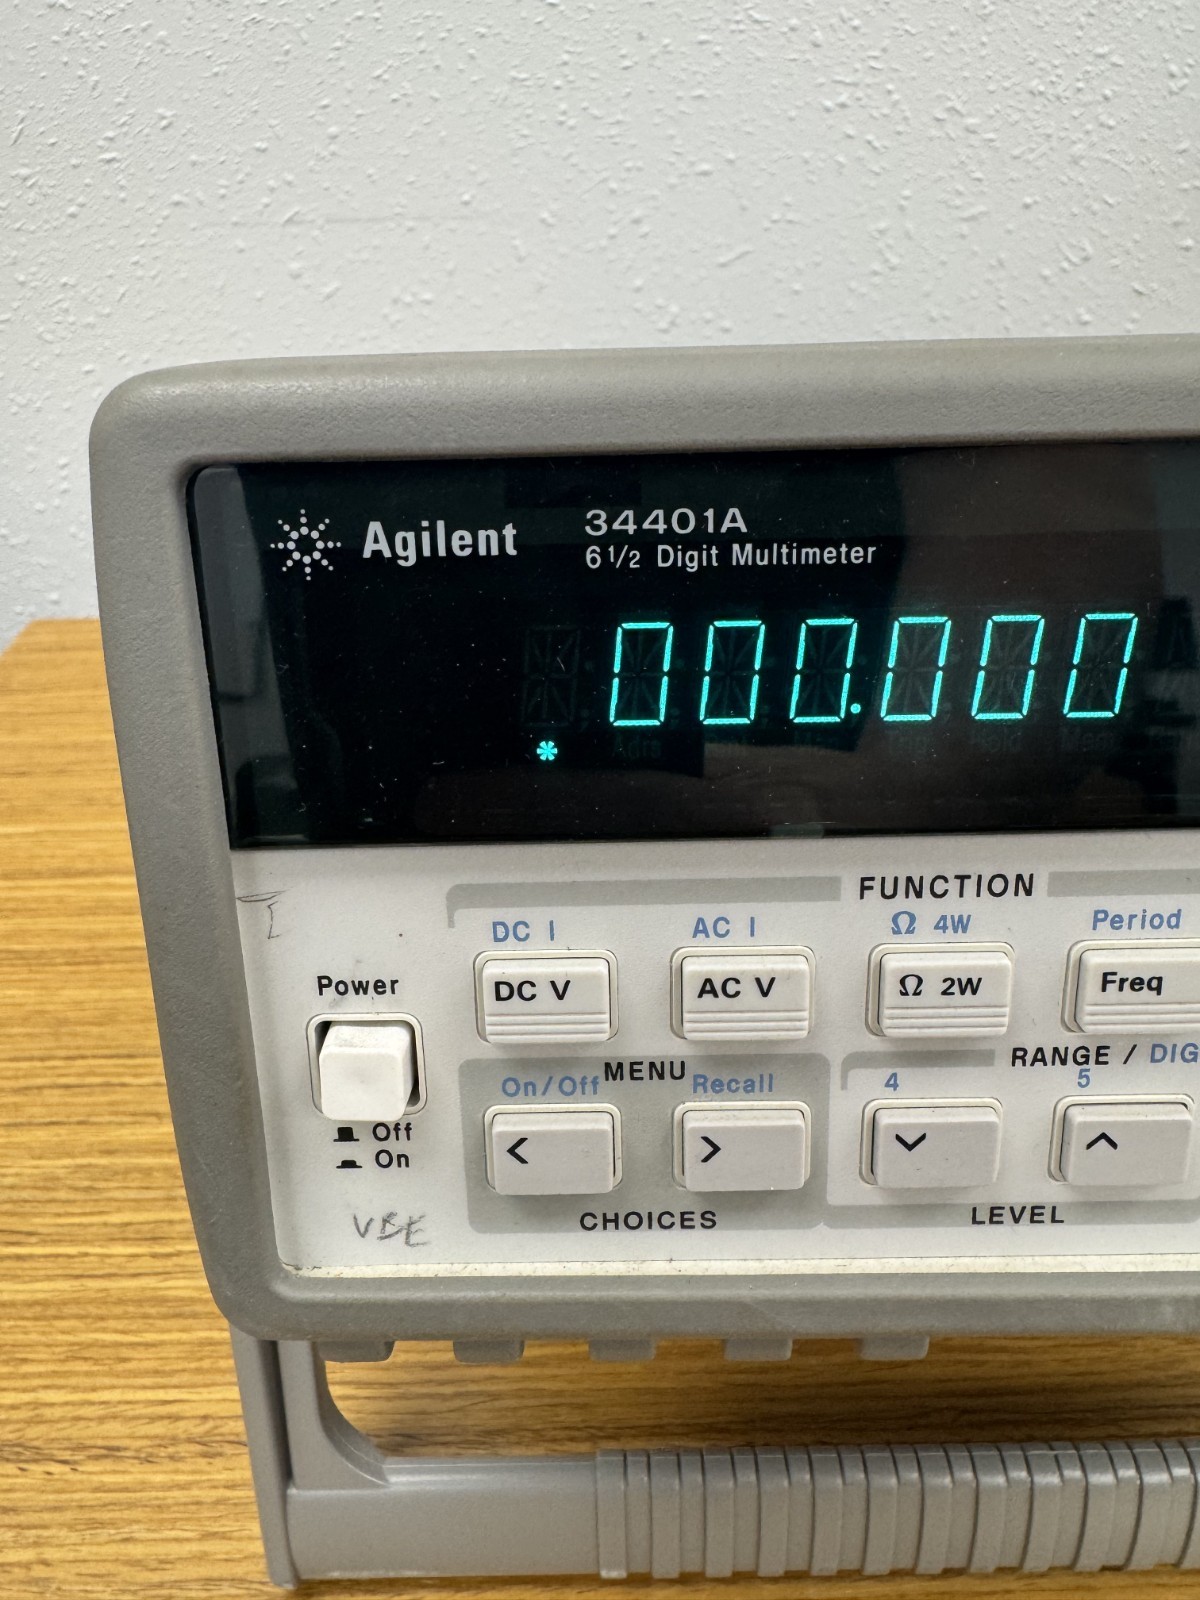 Agilent
34401A
6 1/2 Digit Multimeter
000.000
*
FUNCTION
DC I
AC I
Ω 4W
Period
DC V
AC V
Ω 2W
Freq
Power
MENU
RANGE / DIG
On/Off
Recall
4
5
<
>
Off
On
CHOICES
LEVEL
VBE